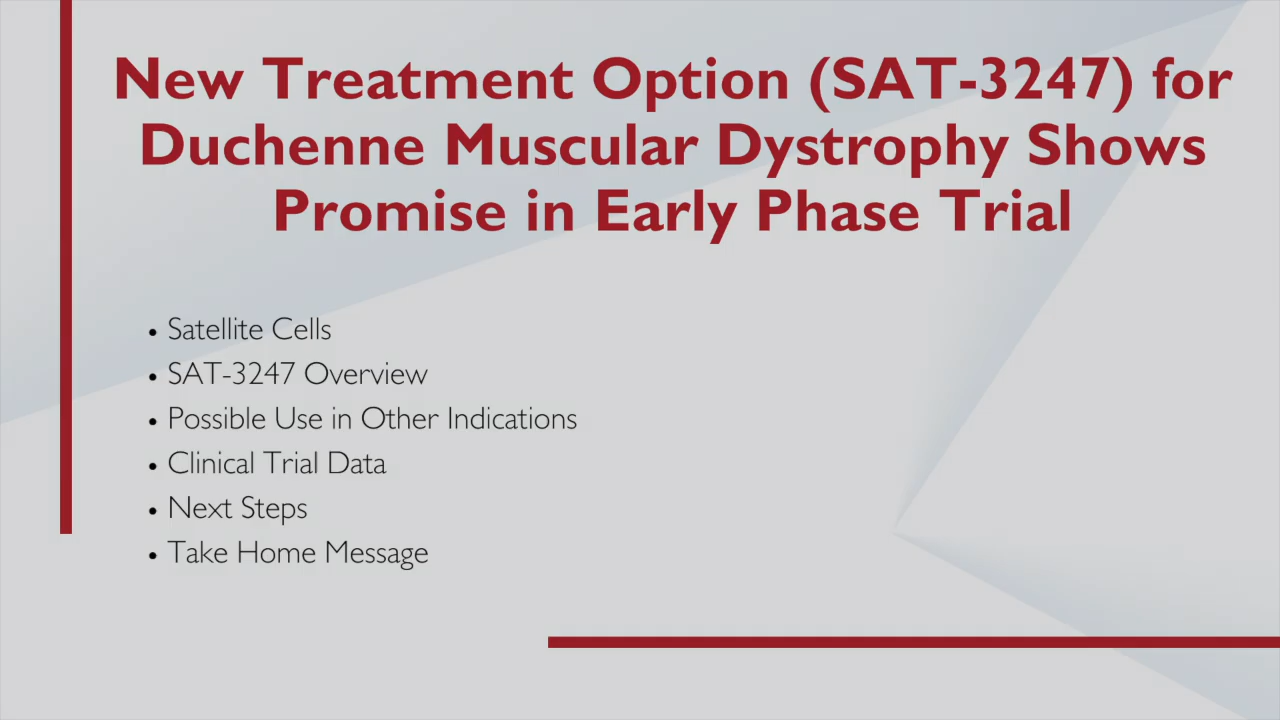 New Treatment Option (SAT-3247) for
Duchenne Muscular Dystrophy Shows
Promise in Early Phase Trial
• Satellite Cells
• SAT-3247 Overview
• Possible Use in Other Indications
• Clinical Trial Data
• Next Steps
• Take Home Message